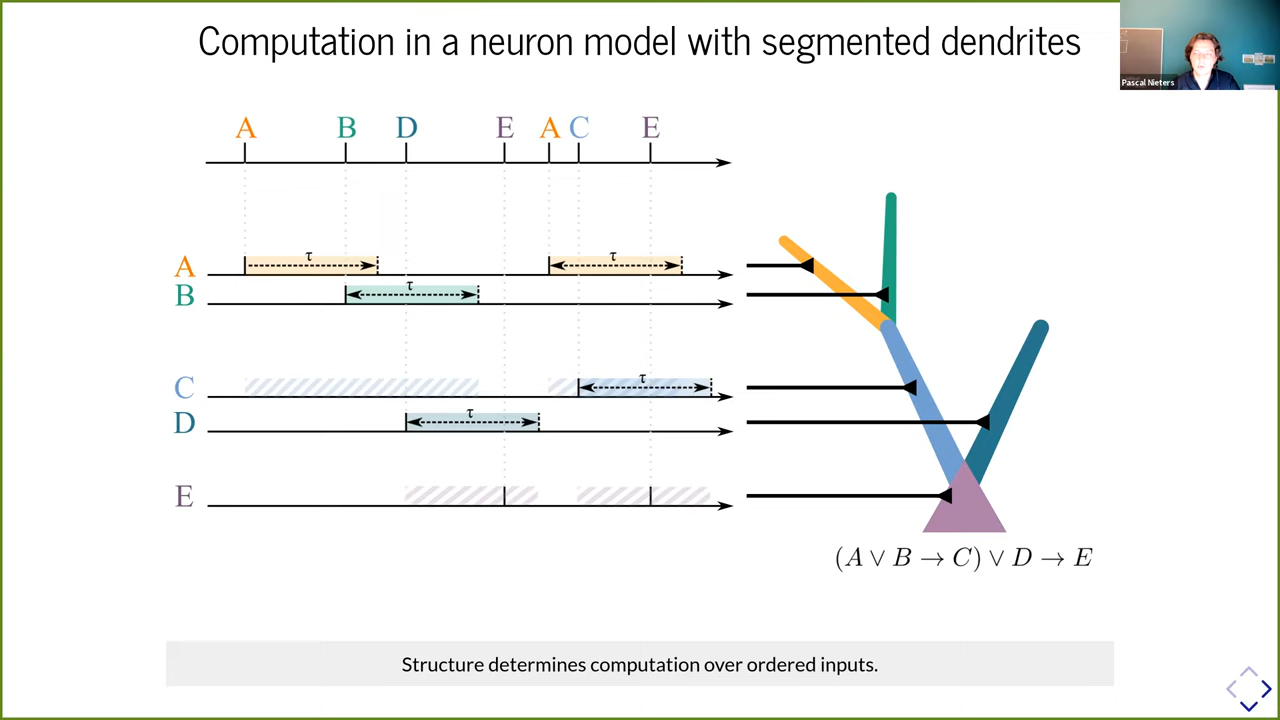 Computation in a neuron model with segmented dendrites
Pascal Nieters
A B D E A C E
A τ τ
B τ
C τ
D τ
E
(A ∨ B → C) ∨ D → E
Structure determines computation over ordered inputs.